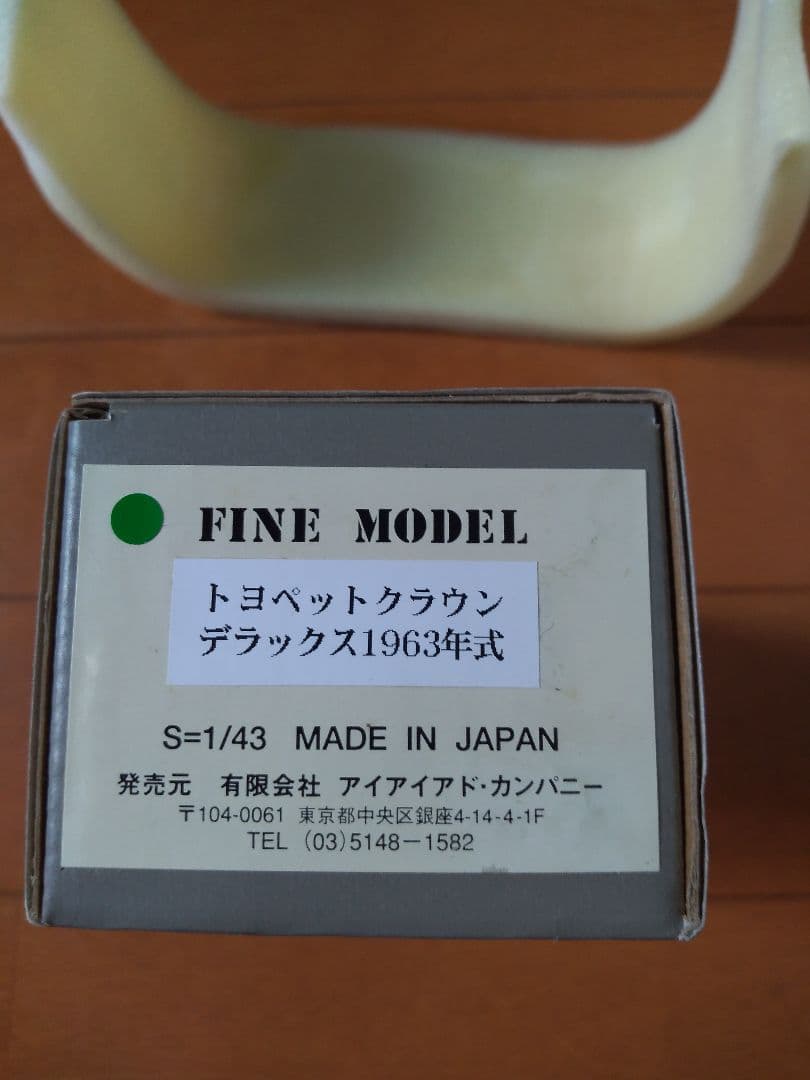 FINE MODEL
トヨペットクラウン
デラックス1963年式
S=1/43 MADE IN JAPAN
発売元 有限会社 アイアイアド・カンパニー
〒104-0061 東京都中央区銀座4-14-4-1F
TEL (03)5148-1582